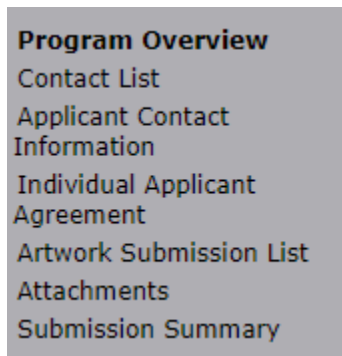 Program Overview
Contact List
Applicant Contact
Information
Individual Applicant
Agreement
Artwork Submission List
Attachments
Submission Summary